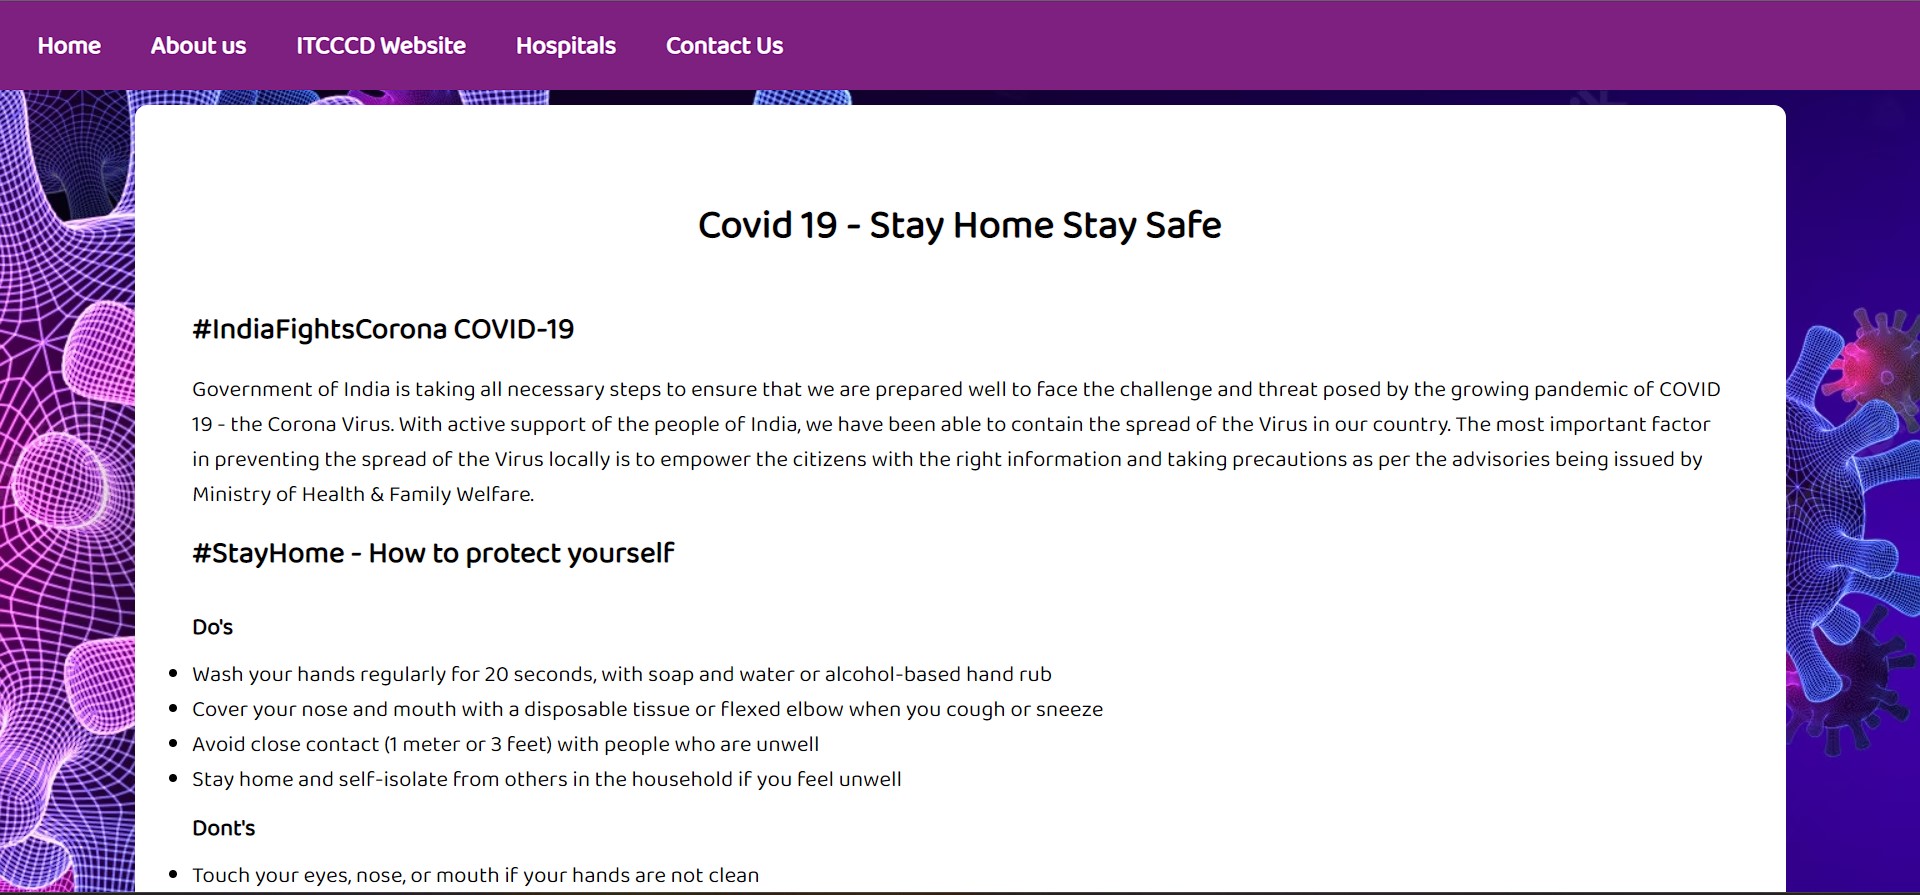 Home About us ITCCCD Website Hospitals Contact Us
Covid 19 - Stay Home Stay Safe
#IndiaFightsCorona COVID-19
Government of India is taking all necessary steps to ensure that we are prepared well to face the challenge and threat posed by the growing pandemic of COVID
19 - the Corona Virus. With active support of the people of India, we have been able to contain the spread of the Virus in our country. The most important factor
in preventing the spread of the Virus locally is to empower the citizens with the right information and taking precautions as per the advisories being issued by
Ministry of Health & Family Welfare.
#StayHome - How to protect yourself
Do's
• Wash your hands regularly for 20 seconds, with soap and water or alcohol-based hand rub
• Cover your nose and mouth with a disposable tissue or flexed elbow when you cough or sneeze
• Avoid close contact (1 meter or 3 feet) with people who are unwell
• Stay home and self-isolate from others in the household if you feel unwell
Dont's
• Touch your eyes, nose, or mouth if your hands are not clean